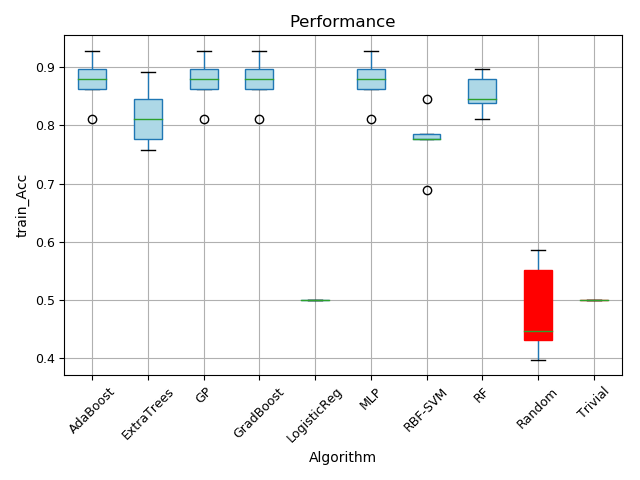 Performance
train_Acc
0.9
0.8
0.7
0.6
0.5
0.4
AdaBoost
ExtraTrees
GP
GradBoost
LogisticReg
MLP
RBF-SVM
RF
Random
Trivial
Algorithm